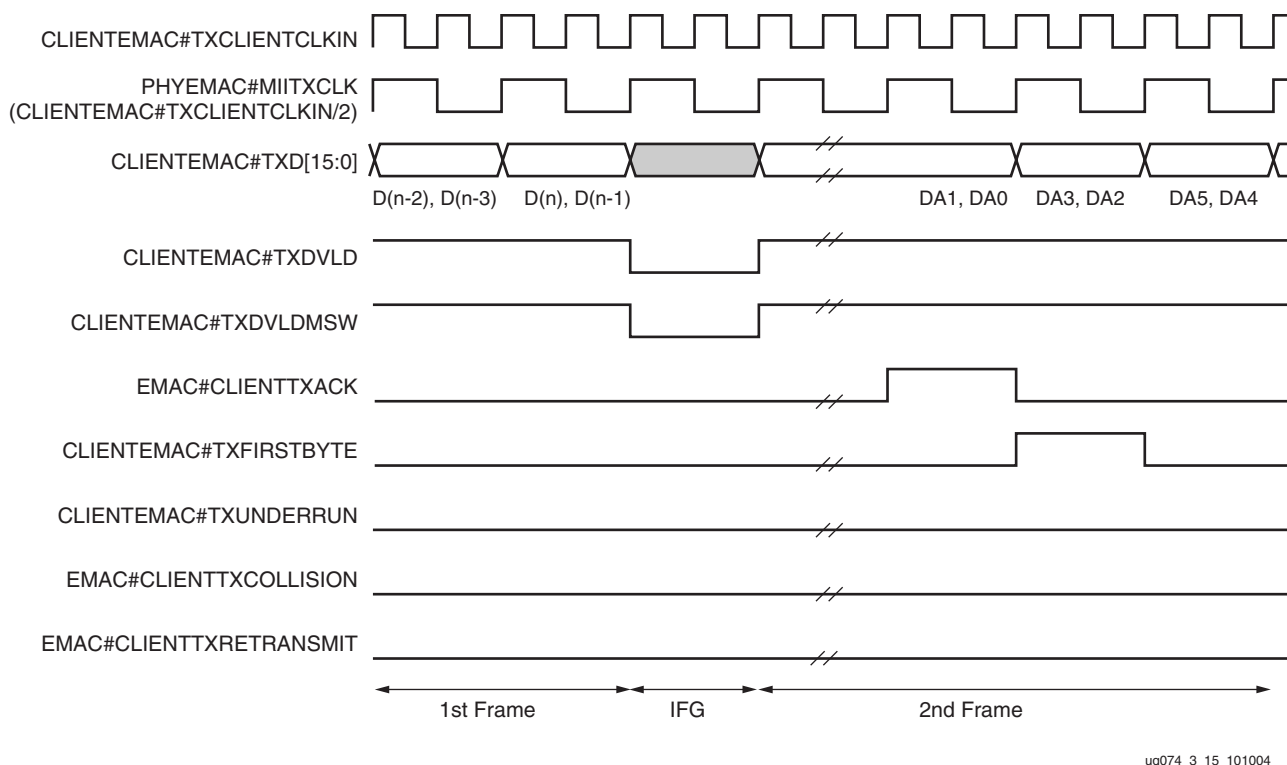 CLIENTEMAC#TXCLIENTCLKIN
PHYEMAC#MIITXCLK
(CLIENTEMAC#TXCLIENTCLKIN/2)
CLIENTEMAC#TXD[15:0]
D(n-2), D(n-3) D(n), D(n-1) DA1, DA0 DA3, DA2 DA5, DA4
CLIENTEMAC#TXDVLD
CLIENTEMAC#TXDVLDMSW
EMAC#CLIENTTXACK
CLIENTEMAC#TXFIRSTBYTE
CLIENTEMAC#TXUNDERRUN
EMAC#CLIENTTXCOLLISION
EMAC#CLIENTTXRETRANSMIT
1st Frame IFG 2nd Frame
ug074_3_15_101004